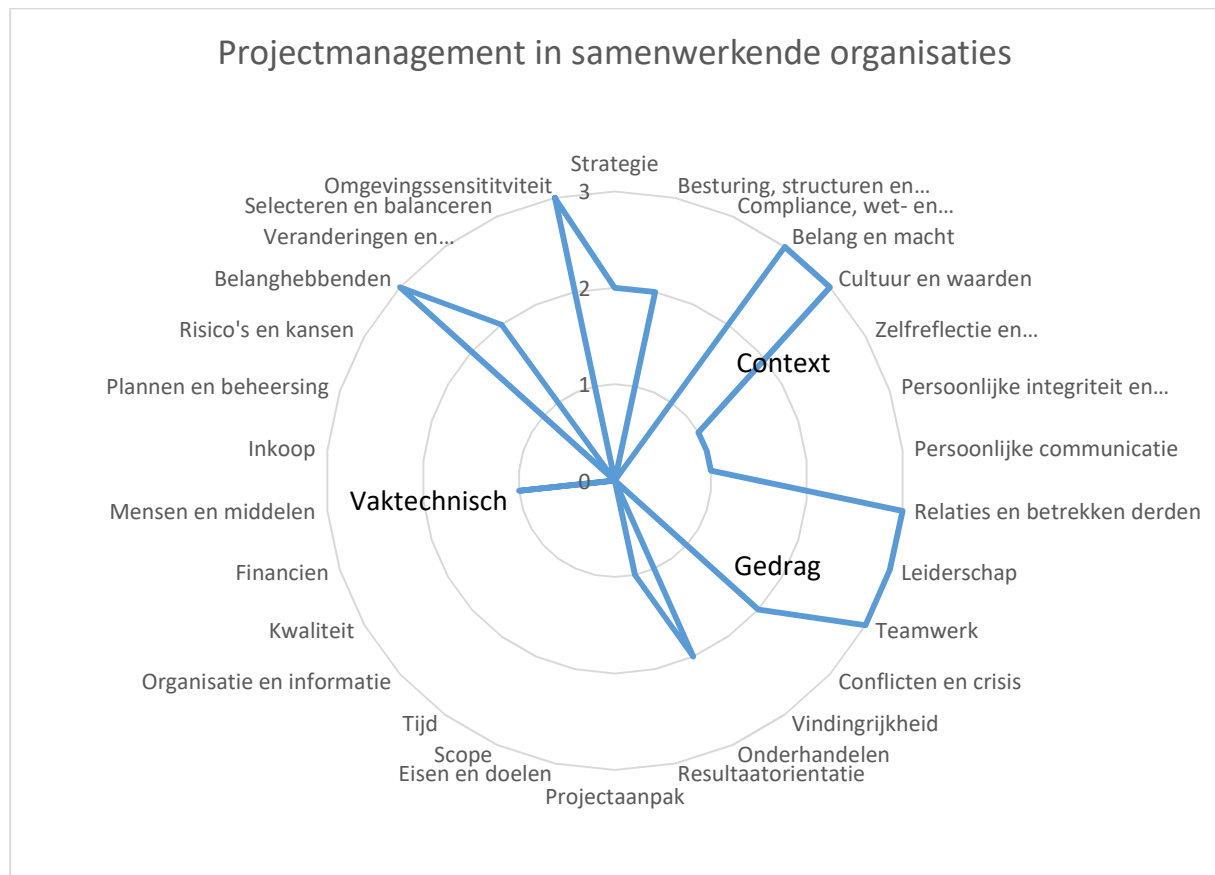 Projectmanagement in samenwerkende organisaties
Strategie
Besturing, structuren en...
Compliance, wet- en...
Belang en macht
Cultuur en waarden
Zelfreflectie en...
Persoonlijke integriteit en...
Persoonlijke communicatie
Relaties en betrekken derden
Leiderschap
Teamwerk
Conflicten en crisis
Vindingrijkheid
Onderhandelen
Resultaatorientatie
Projectaanpak
Eisen en doelen
Scope
Tijd
Organisatie en informatie
Kwaliteit
Financien
Mensen en middelen
Inkoop
Plannen en beheersing
Risico's en kansen
Belanghebbenden
Veranderingen en...
Selecteren en balanceren
Omgevingssensititviteit
3
2
1
0
Context
Gedrag
Vaktechnisch